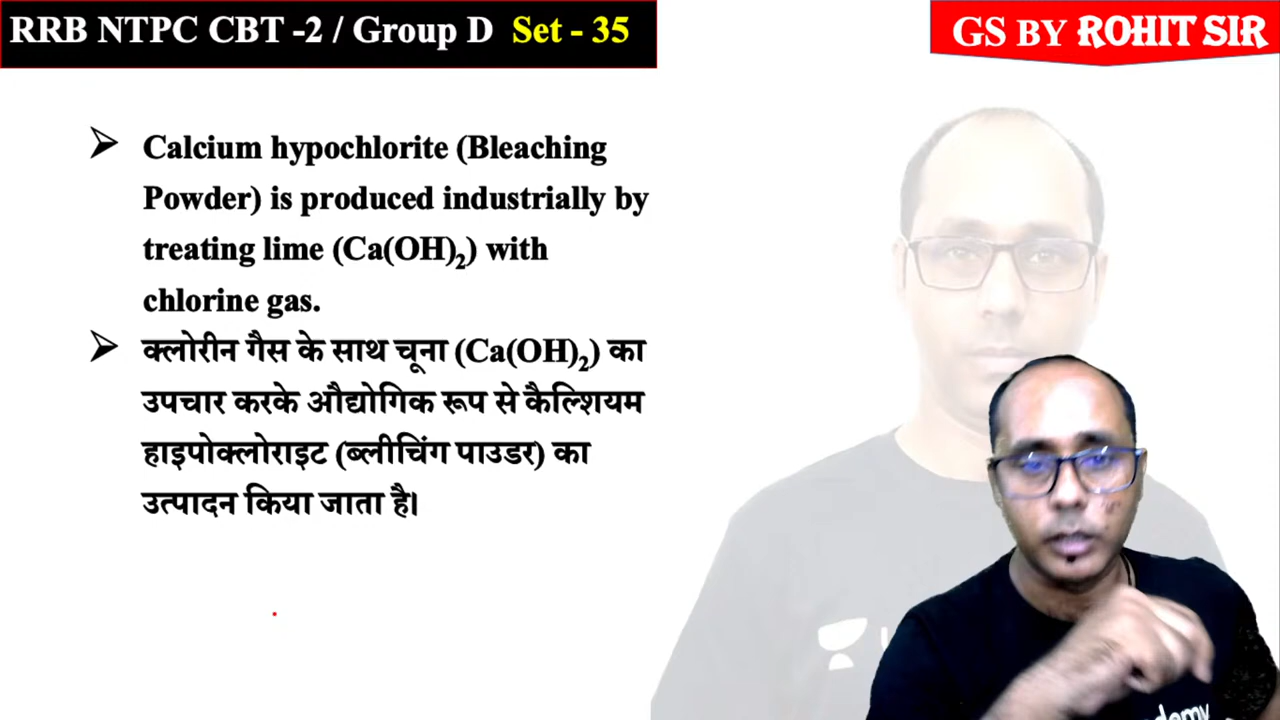 RRB NTPC CBT -2 / Group D Set - 35
GS BY ROHIT SIR
Calcium hypochlorite (Bleaching
Powder) is produced industrially by
treating lime (Ca(OH)₂) with
chlorine gas.
क्लोरीन गैस के साथ चूना (Ca(OH)₂) का
उपचार करके औद्योगिक रूप से कैल्शियम
हाइपोक्लोराइट (ब्लीचिंग पाउडर) का
उत्पादन किया जाता है।